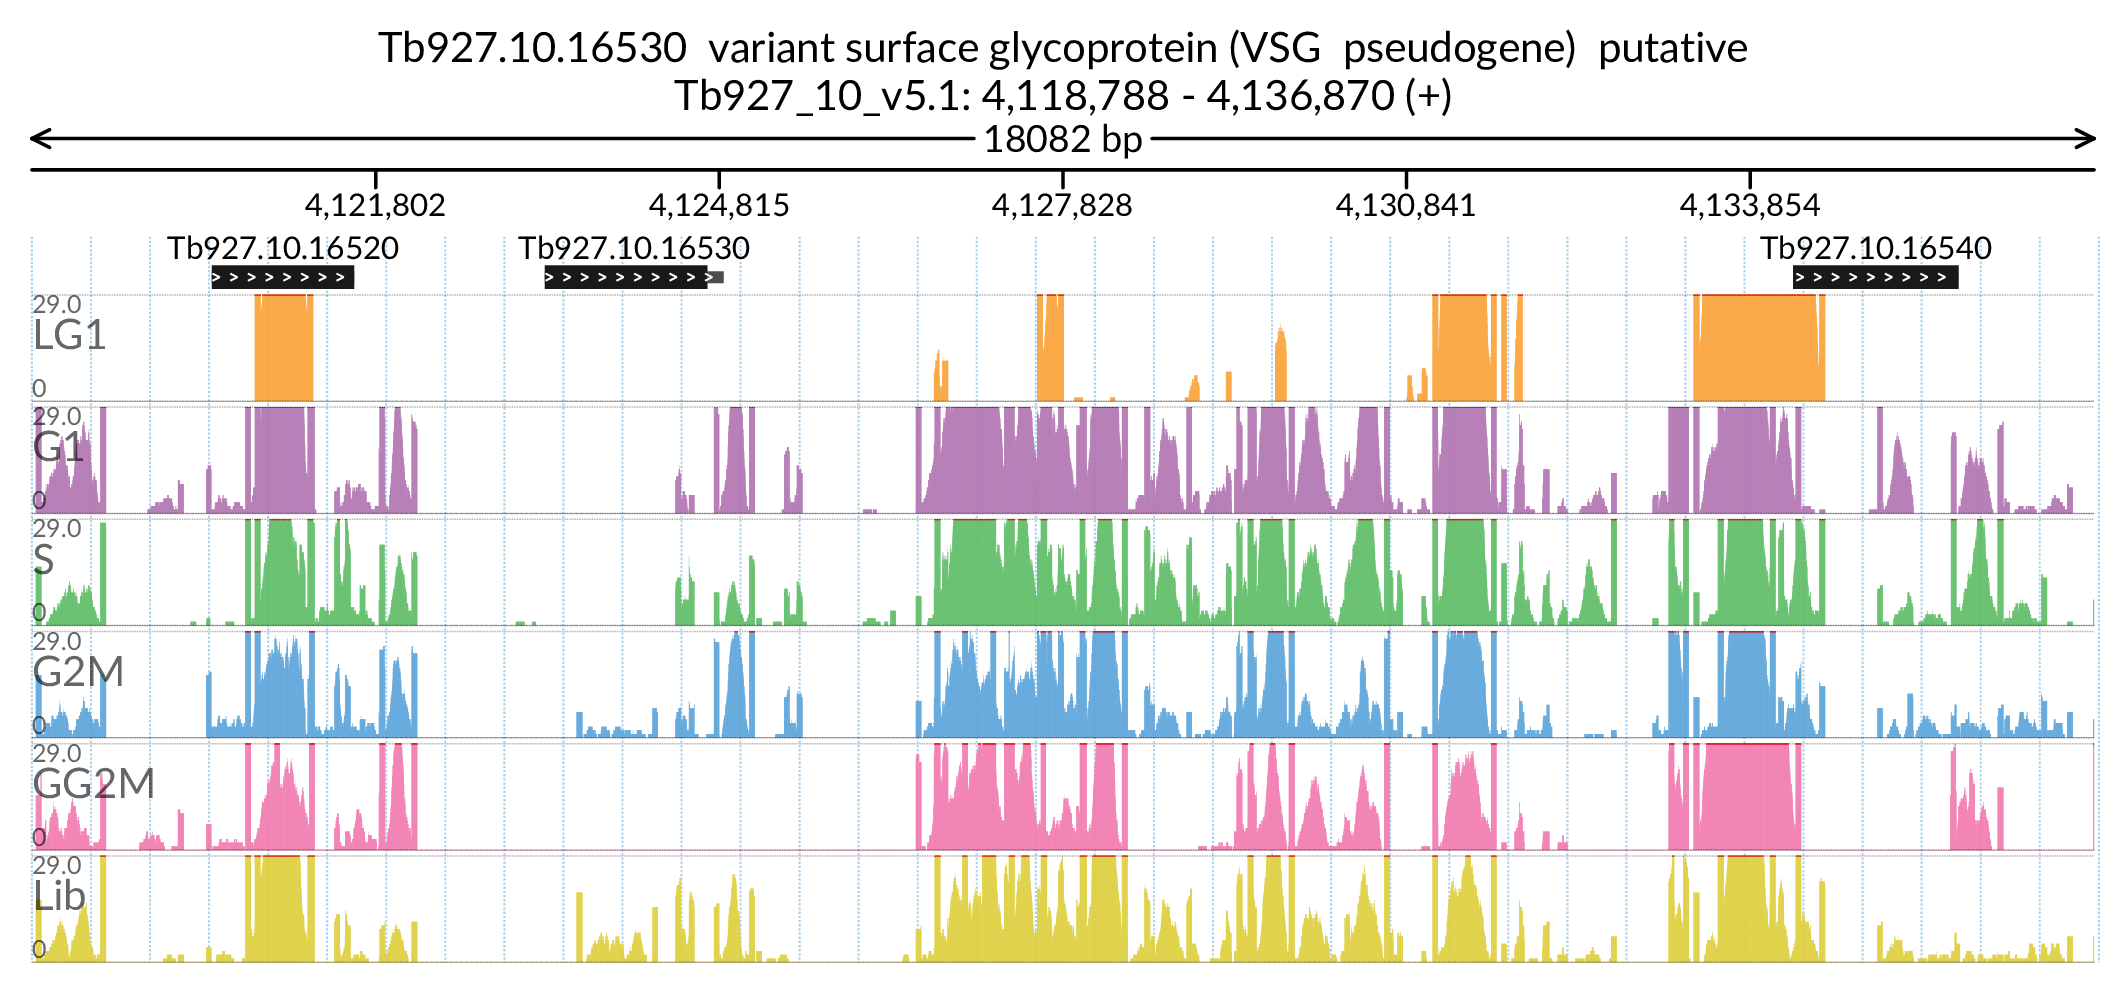 Tb927.10.16530 variant surface glycoprotein (VSG pseudogene) putative
Tb927_10_v5.1: 4,118,788 - 4,136,870 (+)
18082 bp
4,121,802 4,124,815 4,127,828 4,130,841 4,133,854
Tb927.10.16520 Tb927.10.16530 Tb927.10.16540
29.0
LG1
0
29.0
G1
0
29.0
S
0
29.0
G2M
0
29.0
GG2M
0
29.0
Lib
0